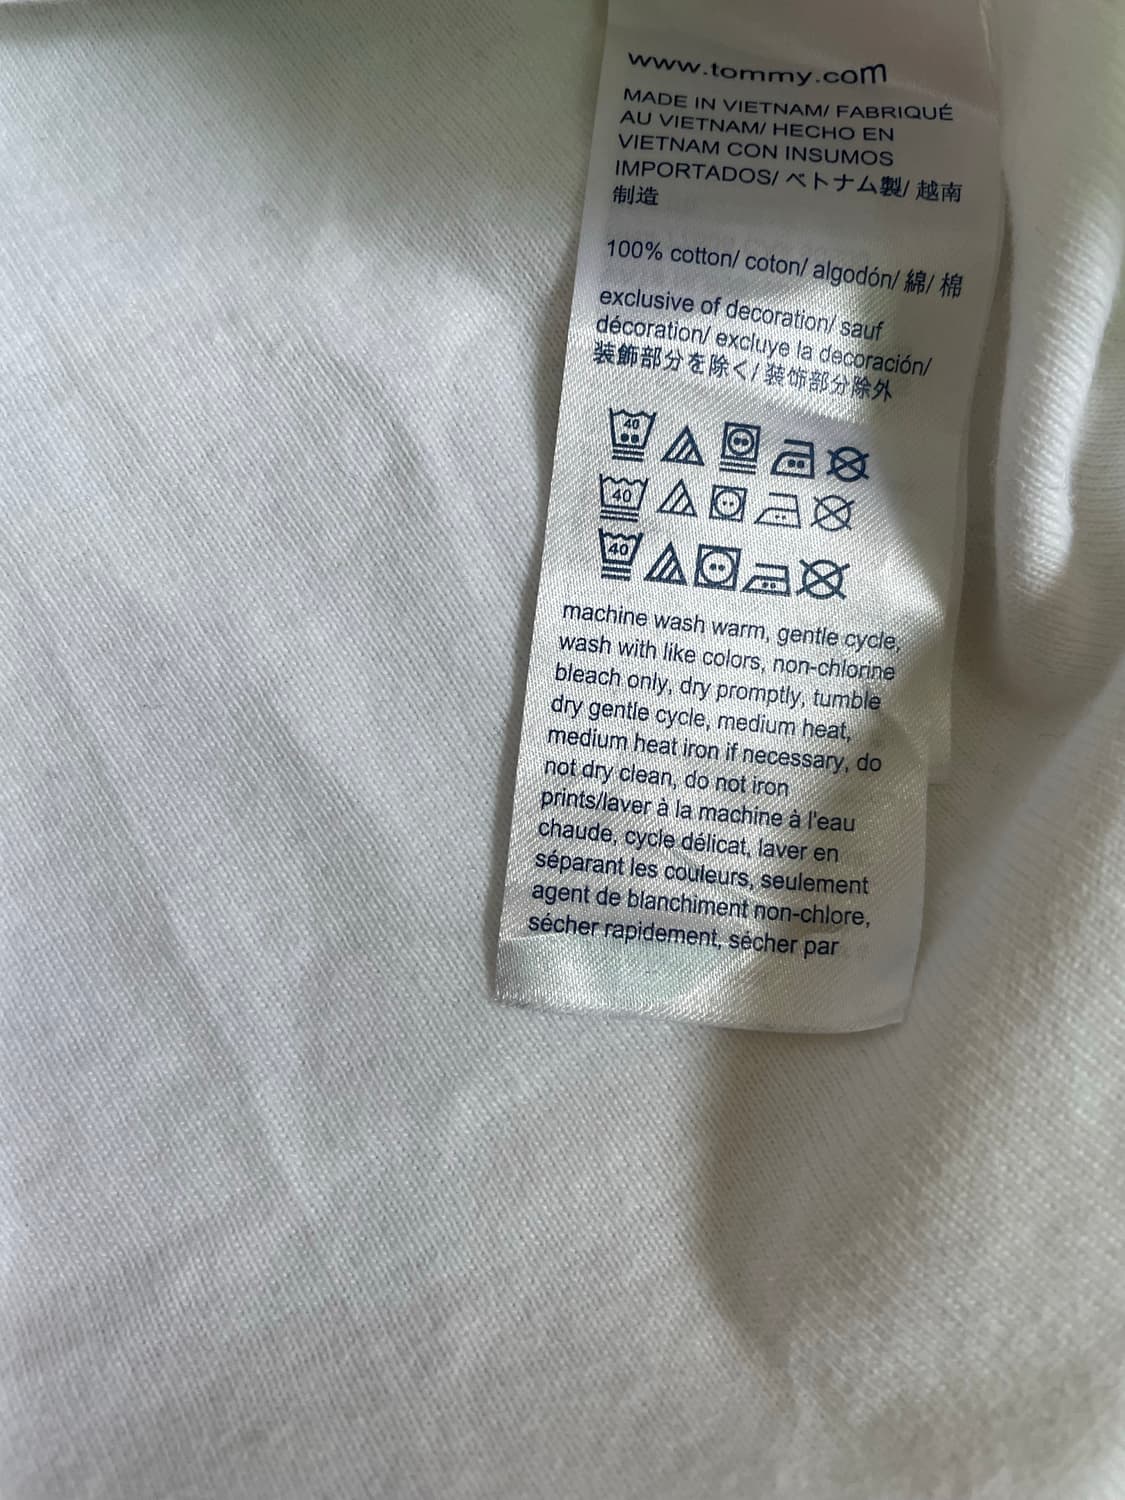 www.tommy.com
MADE IN VIETNAM/ FABRIQUÉ
AU VIETNAM/ HECHO EN
VIETNAM CON INSUMOS
IMPORTADOS/ ベトナム製/ 越南
制造
100% cotton/ coton/ algodón/ 綿/ 棉
exclusive of decoration/ sauf
décoration/ excluye la decoración/
装飾部分を除く/ 装饰部分除外
40
40
40
machine wash warm, gentle cycle,
wash with like colors, non-chlorine
bleach only, dry promptly, tumble
dry gentle cycle, medium heat,
medium heat iron if necessary, do
not dry clean, do not iron
prints/laver à la machine à l'eau
chaude, cycle délicat, laver en
séparant les couleurs, seulement
agent de blanchiment non-chlore,
sécher rapidement, sécher par